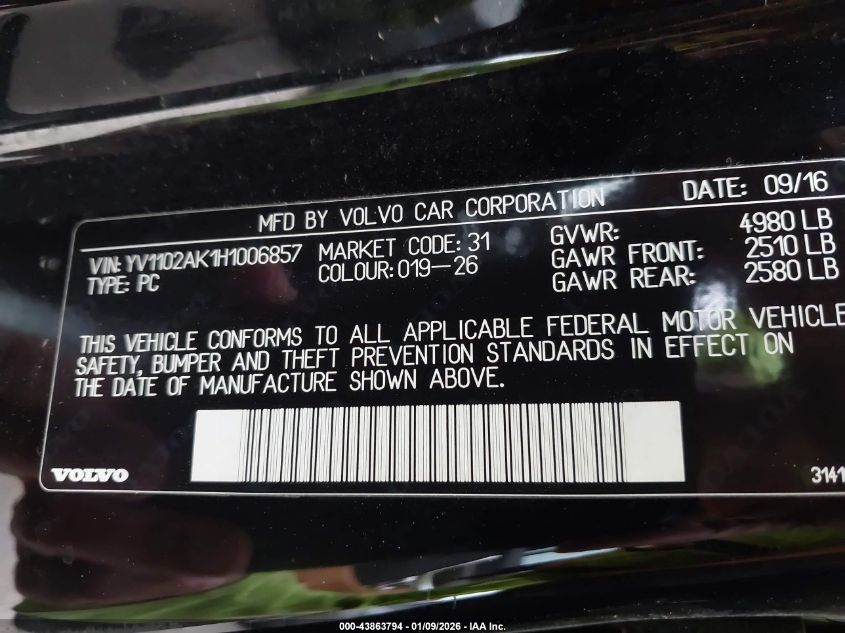 MFD BY VOLVO CAR CORPORATION DATE: 09/16
VIN: YV1102AK1H1006857 MARKET CODE: 31 GVWR: 4980 LB
TYPE: PC COLOUR: 019-26 GAWR FRONT: 2510 LB
GAWR REAR: 2580 LB
THIS VEHICLE CONFORMS TO ALL APPLICABLE FEDERAL MOTOR VEHICLE
SAFETY, BUMPER AND THEFT PREVENTION STANDARDS IN EFFECT ON
THE DATE OF MANUFACTURE SHOWN ABOVE.
VOLVO 3141
000-43863794 - 01/09/2026 - IAA Inc.